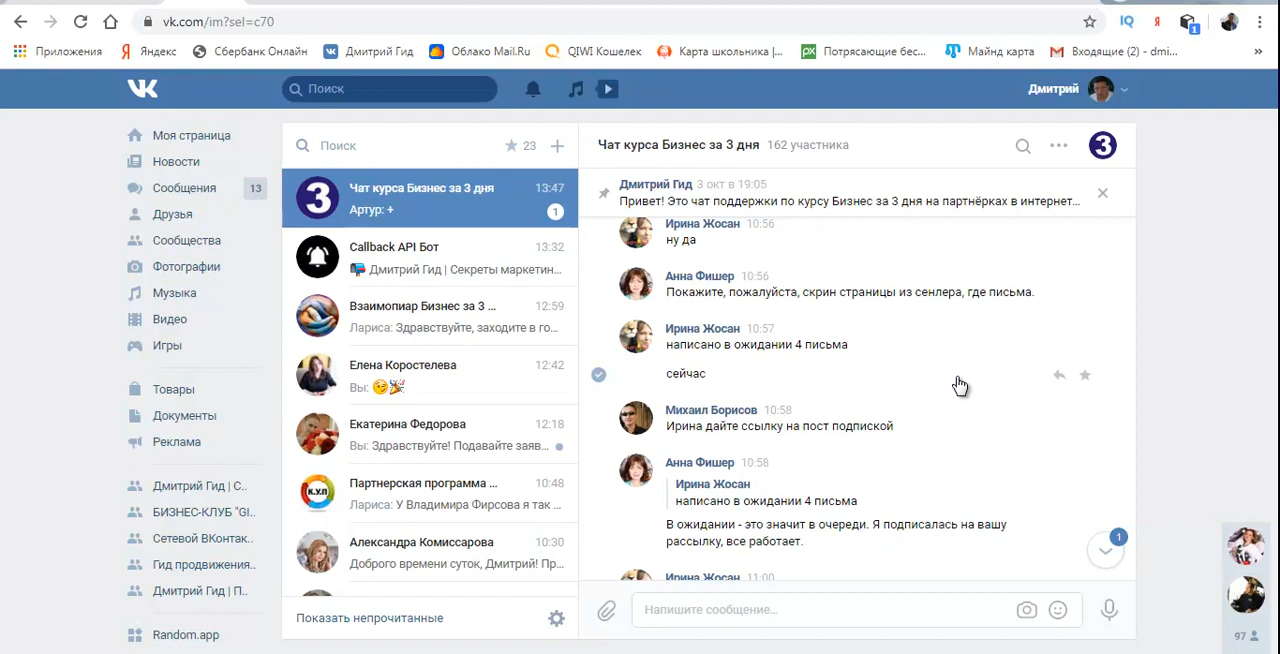 vk.com/im?sel=c70
Приложения Яндекс Сбербанк Онлайн Дмитрий Гид Облако Mail.Ru QIWI Кошелек Карта школьника |... Потрясающие бес... Майнд карта Входящие (2) - dmi... »
Поиск
Дмитрий
Моя страница
Новости
Сообщения 13
Друзья
Сообщества
Фотографии
Музыка
Видео
Игры
Товары
Документы
Реклама
Дмитрий Гид | С..
БИЗНЕС-КЛУБ "GI..
Сетевой ВКонтак..
Гид продвижения..
Дмитрий Гид | П..
Random.app
Поиск 23
Чат курса Бизнес за 3 дня 13:47
Артур: + 1
Callback API Бот 13:32
Дмитрий Гид | Секреты маркетин...
Взаимопиар Бизнес за 3 ... 12:59
Лариса: Здравствуйте, заходите в го...
Елена Коростелева 12:42
Вы:
Екатерина Федорова 12:18
Вы: Здравствуйте! Подавайте заяв...
Партнерская программа ... 10:48
Лариса: У Владимира Фирсова я так ...
Александра Комиссарова 10:30
Доброго времени суток, Дмитрий! Пр...
Показать непрочитанные
Чат курса Бизнес за 3 дня 162 участника
3
Дмитрий Гид 3 окт в 19:05
Привет! Это чат поддержки по курсу Бизнес за 3 дня на партнёрках в интернет...
Ирина Жосан 10:56
ну да
Анна Фишер 10:56
Покажите, пожалуйста, скрин страницы из сенлера, где письма.
Ирина Жосан 10:57
написано в ожидании 4 письма
сейчас
Михаил Борисов 10:58
Ирина дайте ссылку на пост подпиской
Анна Фишер 10:58
Ирина Жосан
написано в ожидании 4 письма
В ожидании - это значит в очереди. Я подписалась на вашу
рассылку, все работает.
1
Ирина Жосан 11:00
Напишите сообщение...
97